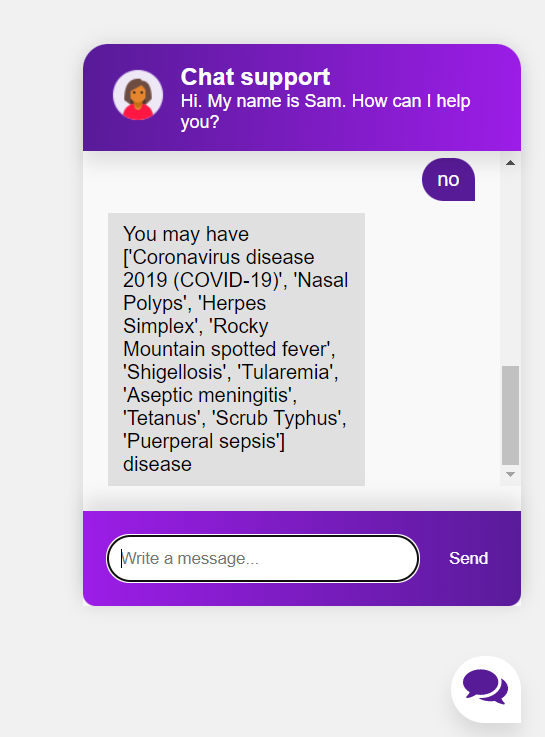 Chat support
Hi. My name is Sam. How can I help
you?
no
You may have
['Coronavirus disease
2019 (COVID-19)', 'Nasal
Polyps', 'Herpes
Simplex', 'Rocky
Mountain spotted fever',
'Shigellosis', 'Tularemia',
'Aseptic meningitis',
'Tetanus', 'Scrub Typhus',
'Puerperal sepsis']
disease
Write a message...
Send